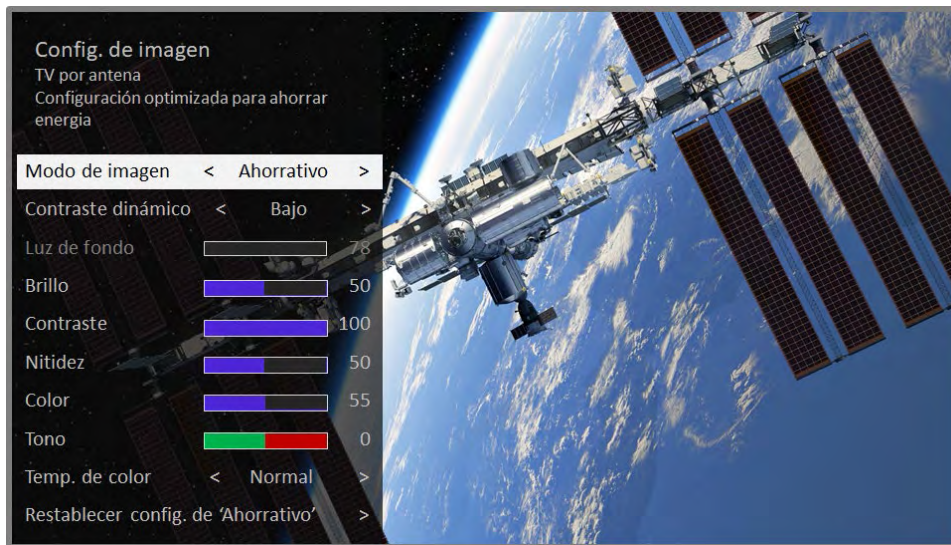 Config. de imagen
TV por antena
Configuración optimizada para ahorrar
energia
Modo de imagen < Ahorrativo >
Contraste dinámico < Bajo >
Luz de fondo 78
Brillo 50
Contraste 100
Nitidez 50
Color 55
Tono 0
Temp. de color < Normal >
Restablecer config. de ‘Ahorrativo’ >